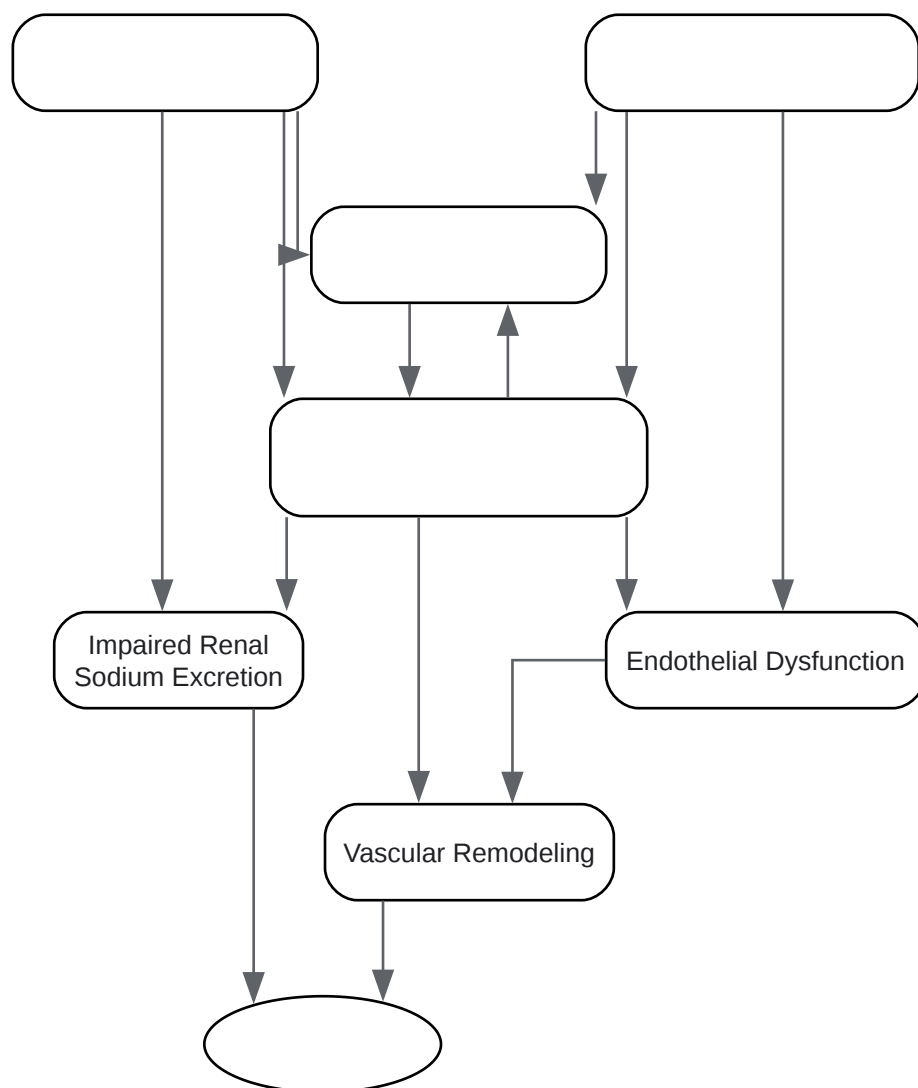 Impaired Renal
Sodium Excretion
Endothelial Dysfunction
Vascular Remodeling